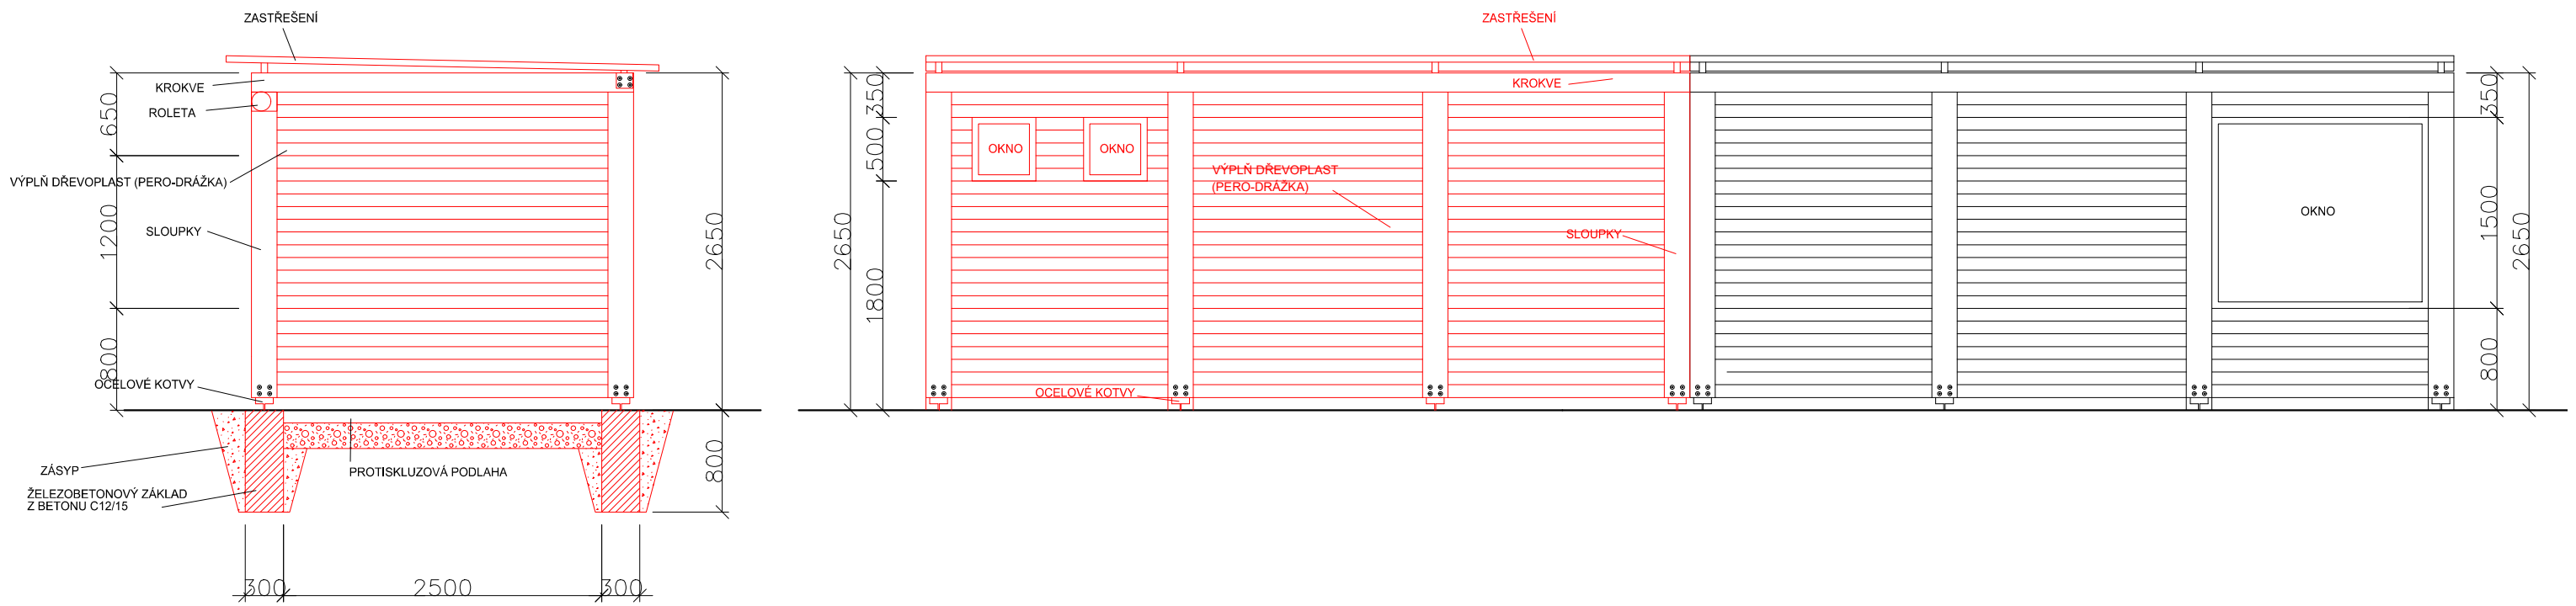 ZASTŘEŠENÍ
KROKVE
ROLETA
VÝPLŇ DŘEVOPLAST (PERO-DRÁŽKA)
SLOUPKY
OCELOVÉ KOTVY
ZÁSYP
ŽELEZOBETONOVÝ ZÁKLAD
Z BETONU C12/15
PROTISKLUZOVÁ PODLAHA
650
1200
800
2650
800
300
2500
300
ZASTŘEŠENÍ
KROKVE
OKNO
OKNO
VÝPLŇ DŘEVOPLAST
(PERO-DRÁŽKA)
SLOUPKY
OCELOVÉ KOTVY
2650
350
500
1800
OKNO
350
1500
800
2650